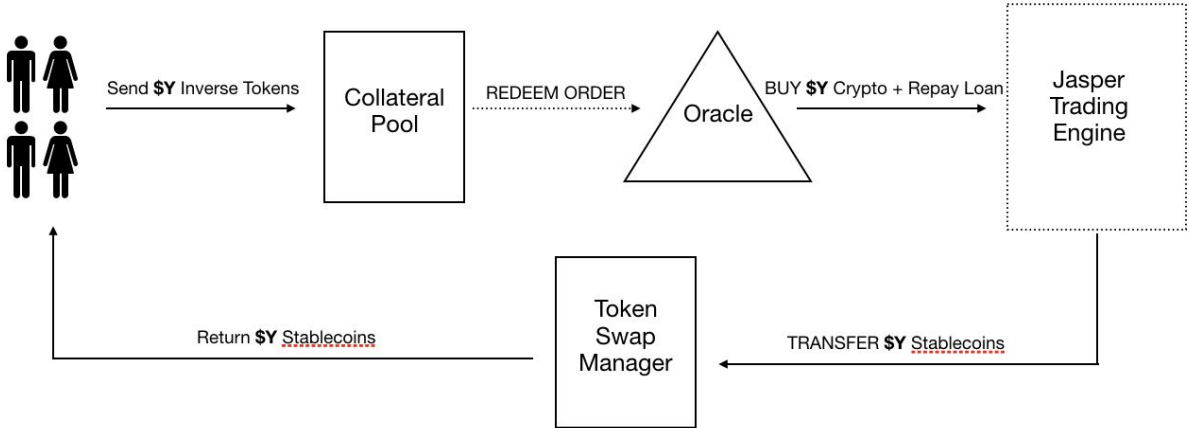 Send $Y Inverse Tokens
Collateral
Pool
REDEEM ORDER
Oracle
BUY $Y Crypto + Repay Loan
Jasper
Trading
Engine
Token
Swap
Manager
Return $Y Stablecoins
TRANSFER $Y Stablecoins